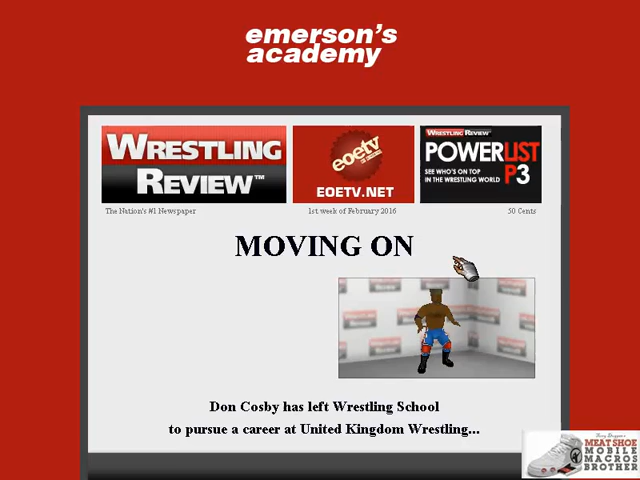 emerson's
academy
WRESTLING
REVIEW™
eoetv
EOETV.NET
WRESTLING REVIEW
POWERLIST
SEE WHO'S ON TOP
IN THE WRESTLING WORLD
P3
The Nation's #1 Newspaper
1st week of February 2016
50 Cents
MOVING ON
Don Cosby has left Wrestling School
to pursue a career at United Kingdom Wrestling...
MEAT SHOE
MOBILE
MACROS
BROTHER